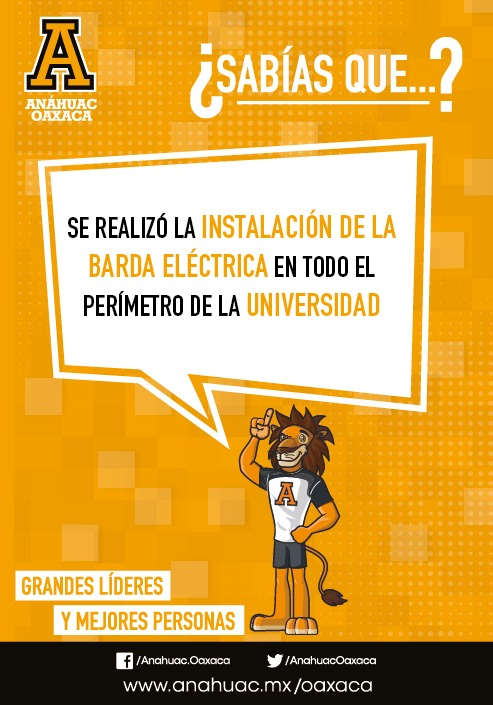 A
ANÁHUAC
OAXACA
¿SABÍAS QUE...?
SE REALIZÓ LA INSTALACIÓN DE LA
BARDA ELÉCTRICA EN TODO EL
PERÍMETRO DE LA UNIVERSIDAD
A
GRANDES LÍDERES
Y MEJORES PERSONAS
/Anahuac.Oaxaca /AnahuacOaxaca
www.anahuac.mx/oaxaca